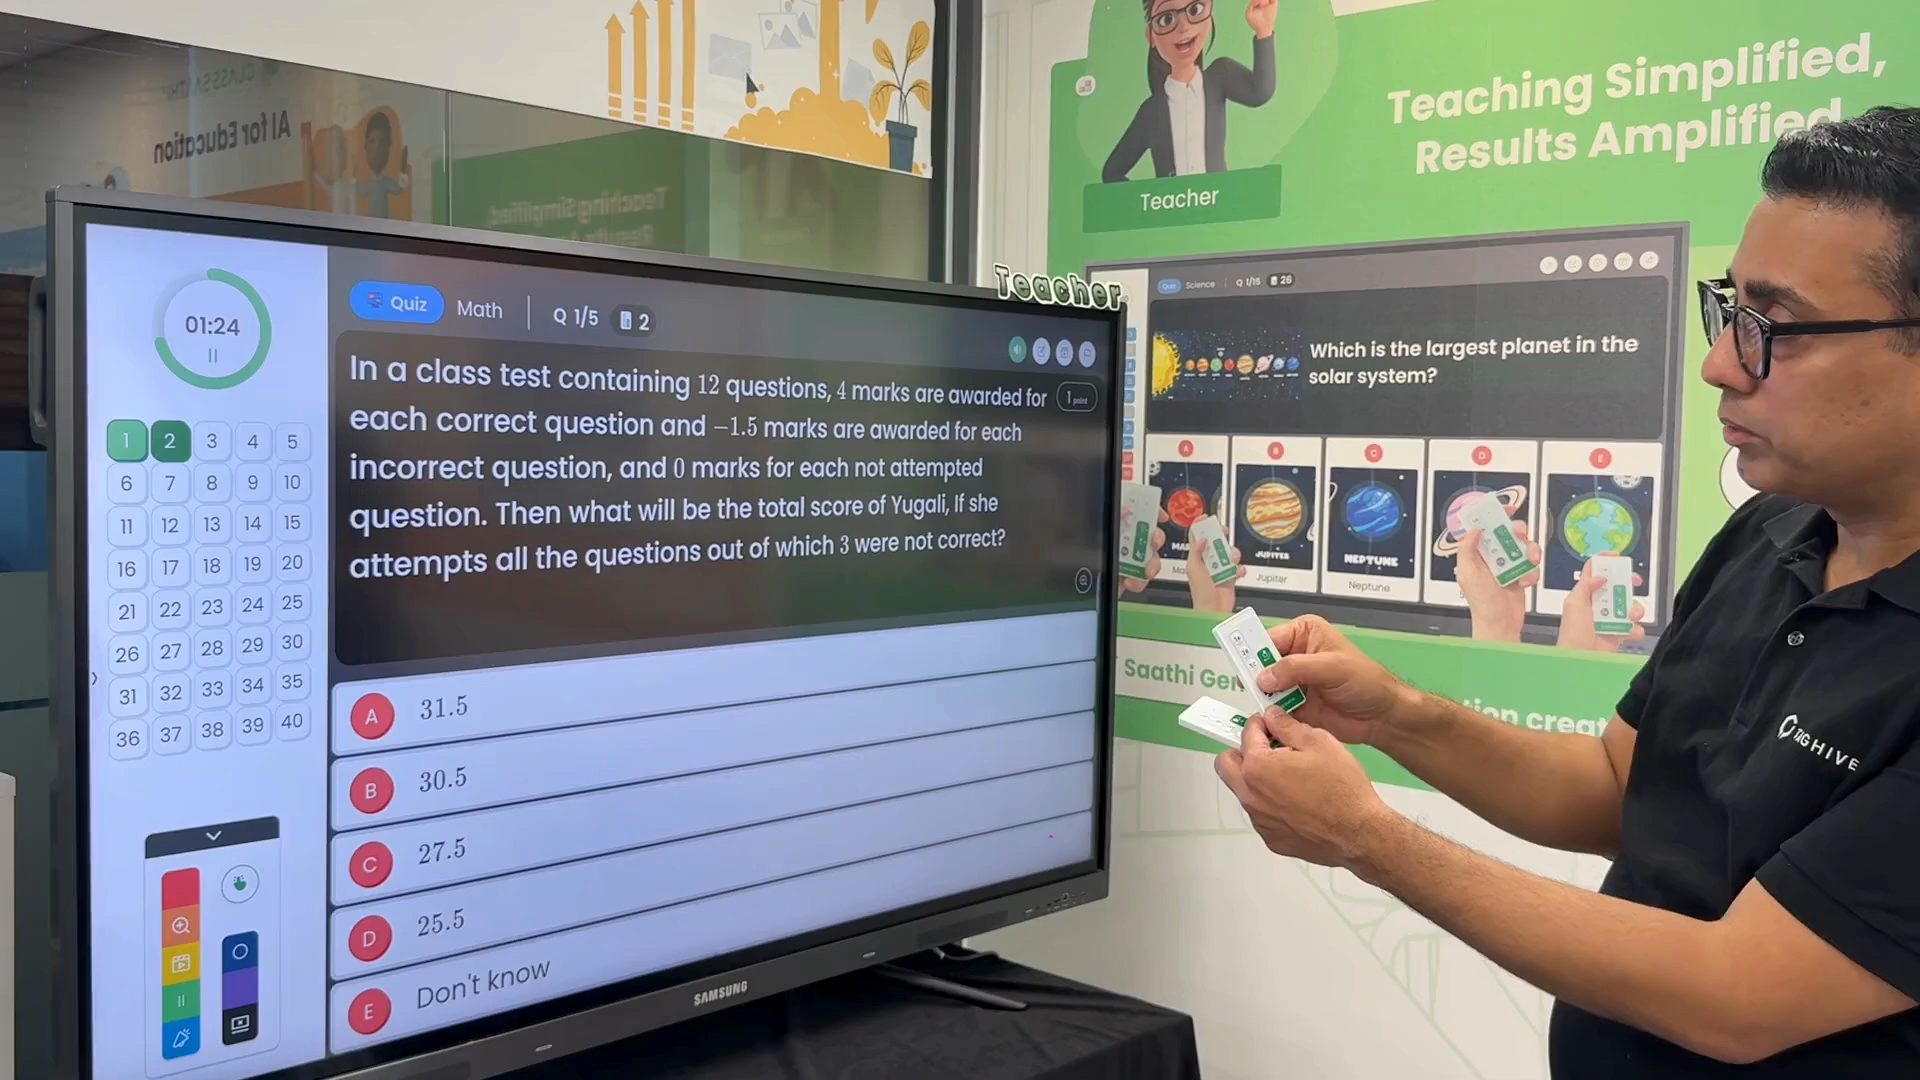 AI for Education
Teaching Simplified,
Results Amplified
Teacher
Teacher
Quiz
Science
Q 1/15
26
Which is the largest planet in the
solar system?
A
B
C
D
E
JUPITER
NEPTUNE
Jupiter
Neptune
Saathi
01:24
Quiz
Math
Q 1/5
2
In a class test containing 12 questions, 4 marks are awarded for
1 point
each correct question and −1.5 marks are awarded for each
incorrect question, and 0 marks for each not attempted
question. Then what will be the total score of Yugali, If she
attempts all the questions out of which 3 were not correct?
1 2 3 4 5
6 7 8 9 10
11 12 13 14 15
16 17 18 19 20
21 22 23 24 25
26 27 28 29 30
31 32 33 34 35
36 37 38 39 40
A 31.5
B 30.5
C 27.5
D 25.5
E Don't know
SAMSUNG
TAGHIVE